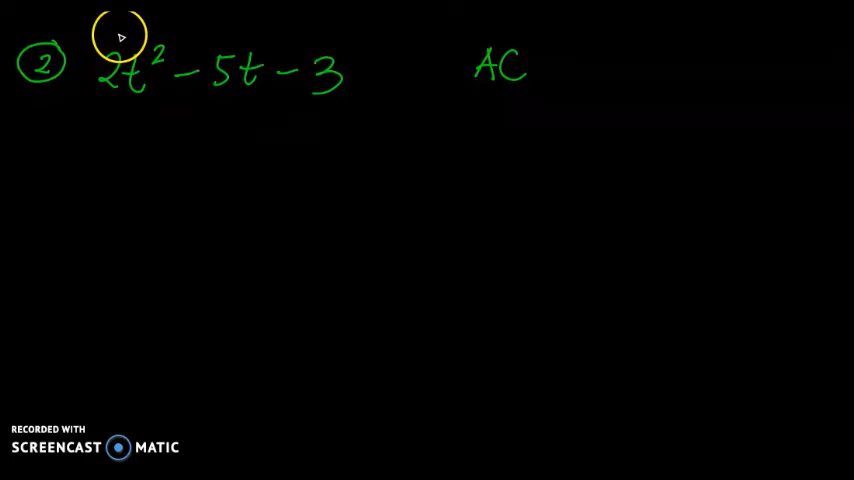 ② 2t² - 5t - 3 AC
RECORDED WITH
SCREENCAST MATIC